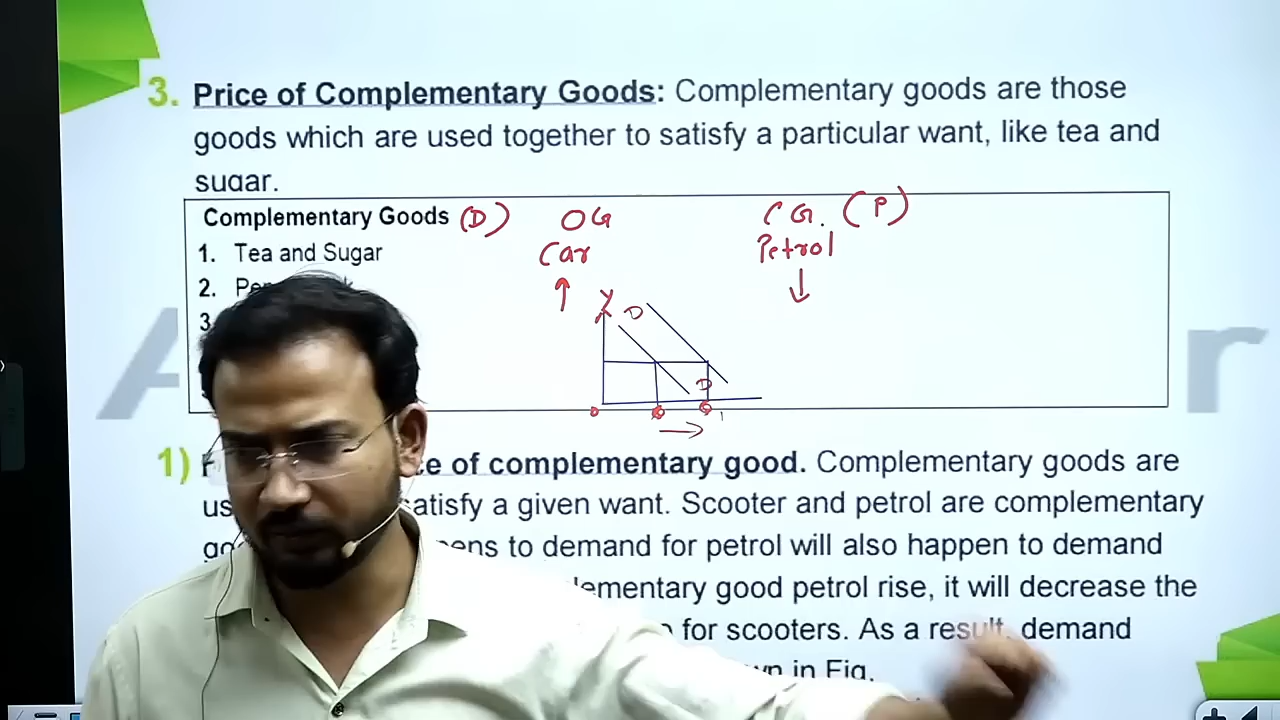 3. Price of Complementary Goods: Complementary goods are those
goods which are used together to satisfy a particular want, like tea and
sugar.
Complementary Goods (D) OG C G. (P)
Car Petrol
1. Tea and Sugar
2.
3
↑ ↓
Y D
D
→
1) ce of complementary good. Complementary goods are
us satisfy a given want. Scooter and petrol are complementary
go pens to demand for petrol will also happen to demand
lementary good petrol rise, it will decrease the
for scooters. As a result, demand
wn in Fig.